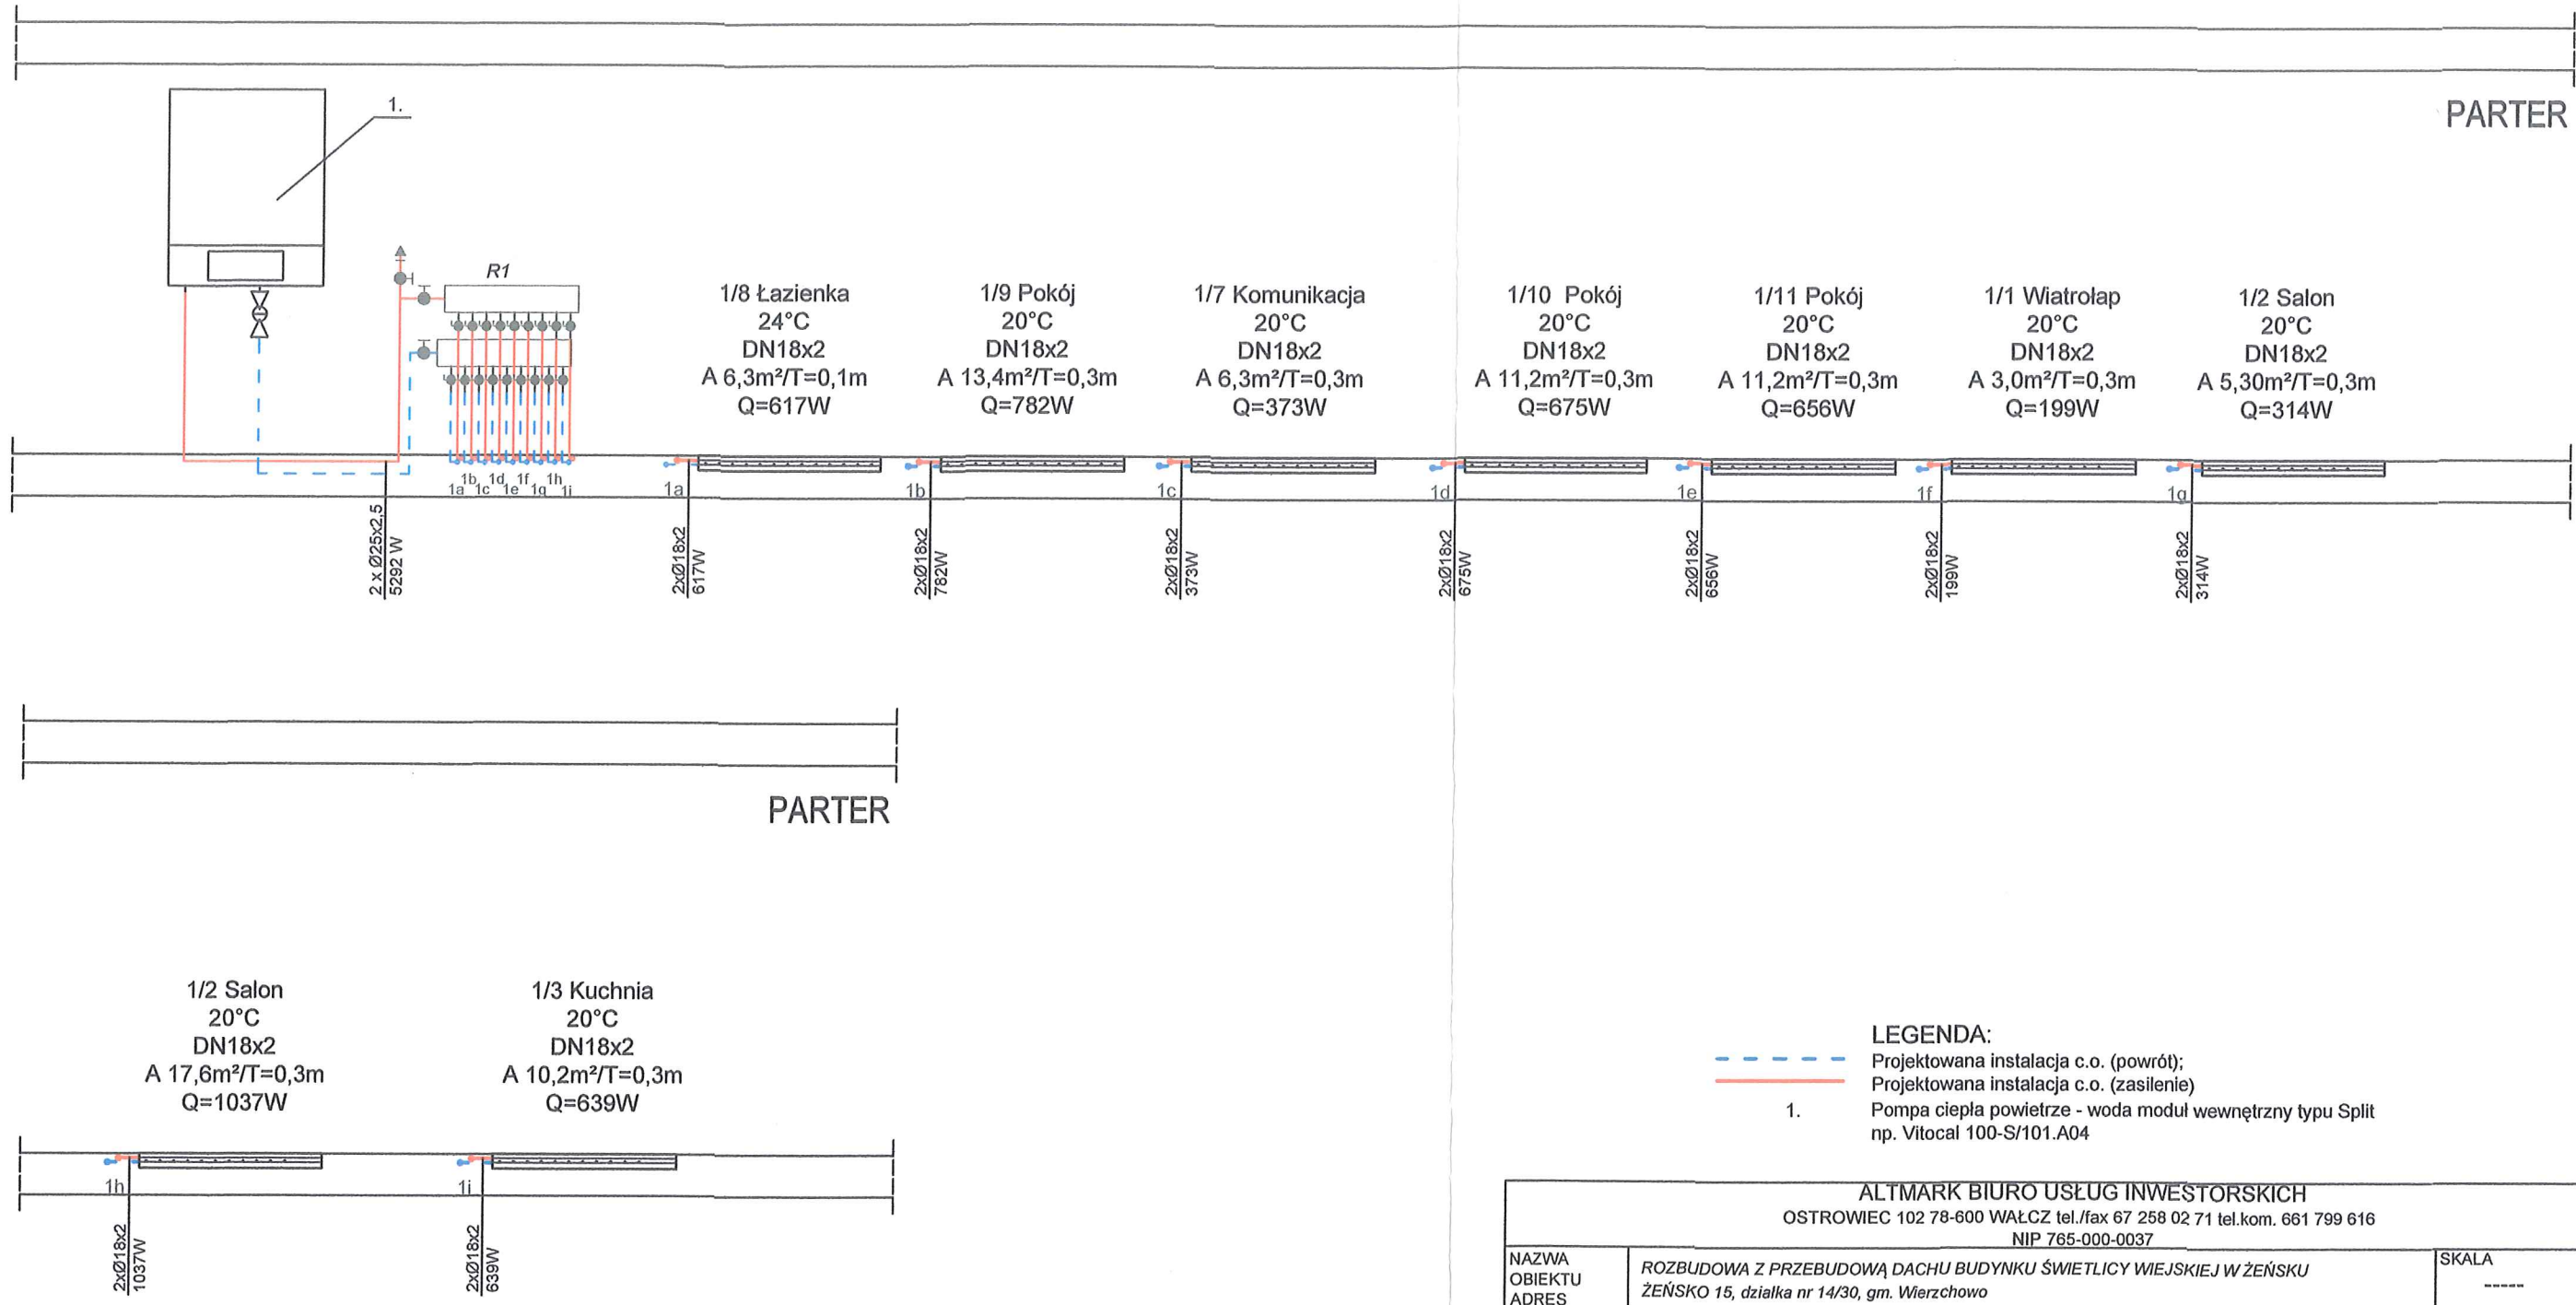 PARTER
1.
R1
1/8 Łazienka
24°C
DN18x2
A 6,3m²/T=0,1m
Q=617W
1/9 Pokój
20°C
DN18x2
A 13,4m²/T=0,3m
Q=782W
1/7 Komunikacja
20°C
DN18x2
A 6,3m²/T=0,3m
Q=373W
1/10 Pokój
20°C
DN18x2
A 11,2m²/T=0,3m
Q=675W
1/11 Pokój
20°C
DN18x2
A 11,2m²/T=0,3m
Q=656W
1/1 Wiatrołap
20°C
DN18x2
A 3,0m²/T=0,3m
Q=199W
1/2 Salon
20°C
DN18x2
A 5,30m²/T=0,3m
Q=314W
1a 1b 1c 1d 1e 1f 1g 1h 1i
1a
1b
1c
1d
1e
1f
1g
2 x Ø25x2,5
5292 W
2xØ18x2
617W
2xØ18x2
782W
2xØ18x2
373W
2xØ18x2
675W
2xØ18x2
656W
2xØ18x2
199W
2xØ18x2
314W
PARTER
1/2 Salon
20°C
DN18x2
A 17,6m²/T=0,3m
Q=1037W
1/3 Kuchnia
20°C
DN18x2
A 10,2m²/T=0,3m
Q=639W
1h
1i
2xØ18x2
1037W
2xØ18x2
639W
LEGENDA:
Projektowana instalacja c.o. (powrót);
Projektowana instalacja c.o. (zasilenie)
1. Pompa ciepła powietrze - woda moduł wewnętrzny typu Split
np. Vitocal 100-S/101.A04
ALTMARK BIURO USŁUG INWESTORSKICH
OSTROWIEC 102 78-600 WAŁCZ tel./fax 67 258 02 71 tel.kom. 661 799 616
NIP 765-000-0037
NAZWA
OBIEKTU
ADRES
ROZBUDOWA Z PRZEBUDOWĄ DACHU BUDYNKU ŚWIETLICY WIEJSKIEJ W ŻEŃSKU
ŻEŃSKO 15, działka nr 14/30, gm. Wierzchowo
SKALA
-----